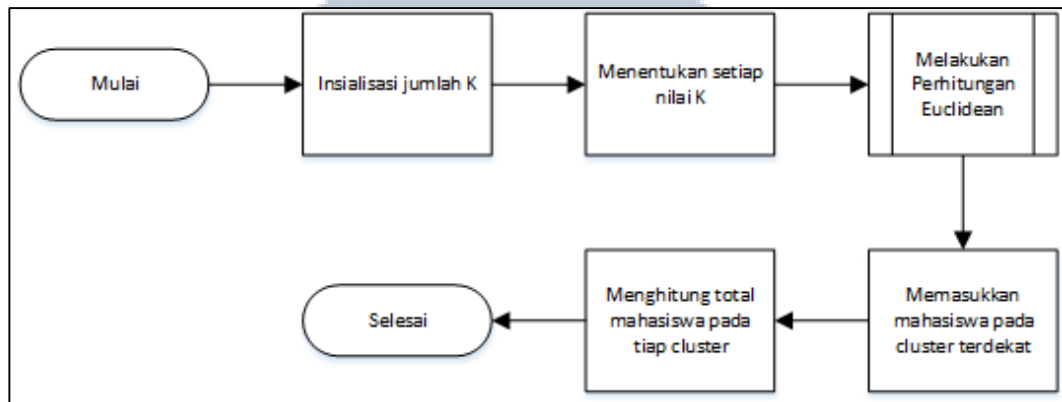 Mulai
Insialisasi jumlah K
Menentukan setiap
nilai K
Melakukan
Perhitungan
Euclidean
Memasukkan
mahasiswa pada
cluster terdekat
Menghitung total
mahasiswa pada
tiap cluster
Selesai